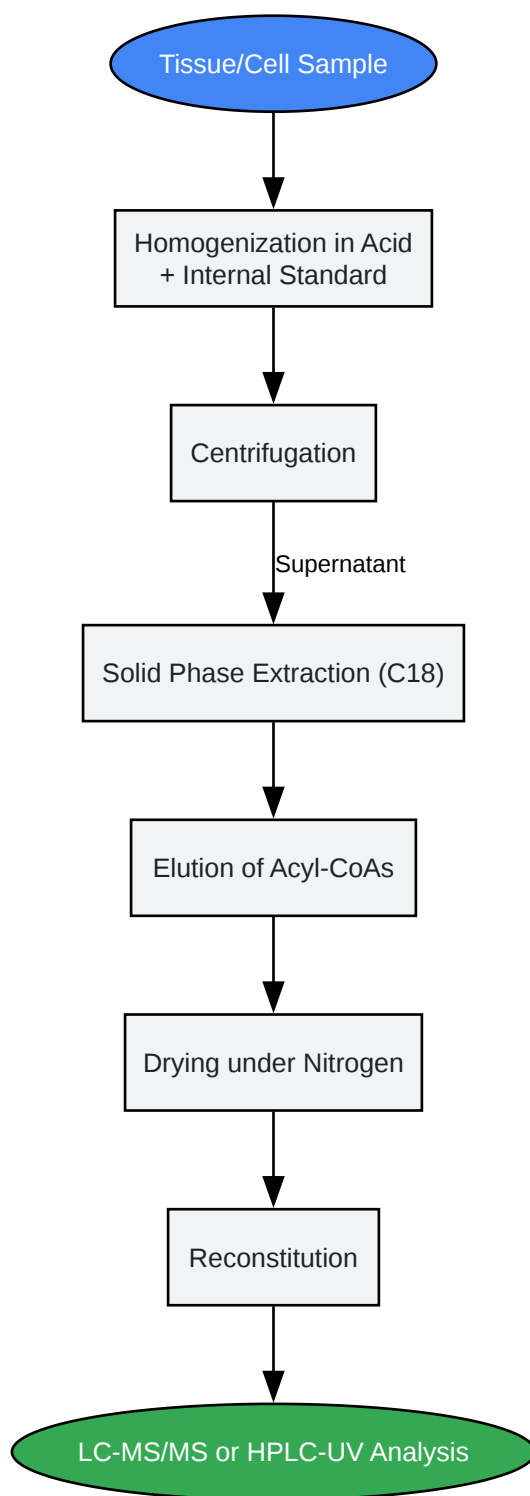 Tissue/Cell Sample
Homogenization in Acid
+ Internal Standard
Centrifugation
Supernatant
Solid Phase Extraction (C18)
Elution of Acyl-CoAs
Drying under Nitrogen
Reconstitution
LC-MS/MS or HPLC-UV Analysis